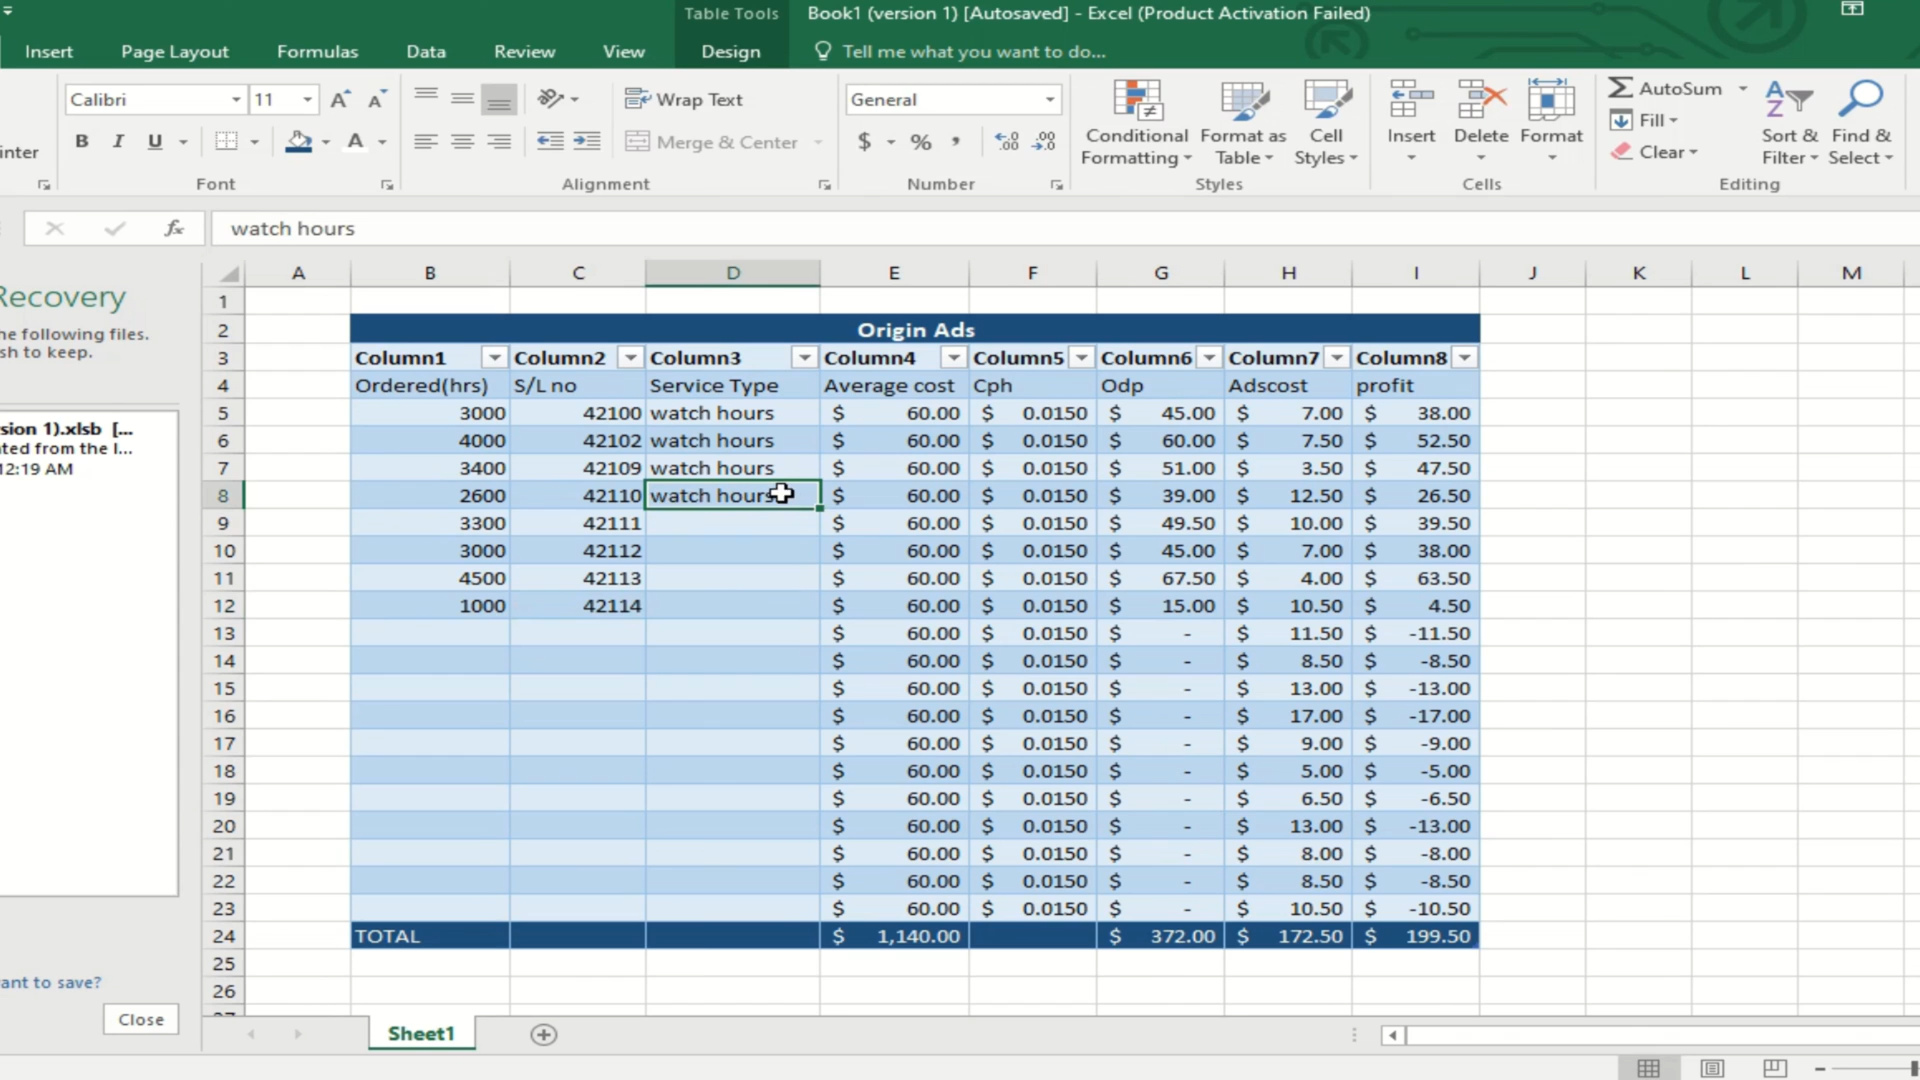 Table Tools Book1 (version 1) [Autosaved] - Excel (Product Activation Failed)
Insert Page Layout Formulas Data Review View Design Tell me what you want to do...
Calibri 11 A A Wrap Text General AutoSum
B I U A Merge & Center $ % , Conditional Formatting Format as Table Cell Styles Insert Delete Format Fill Clear Sort & Filter Find & Select
inter Font Alignment Number Styles Cells Editing
fx watch hours
A B C D E F G H I J K L M
Recovery
he following files.
sh to keep.
sion 1).xlsb [...
ated from the l...
12:19 AM
ant to save?
Close
1
2 Origin Ads
3 Column1 Column2 Column3 Column4 Column5 Column6 Column7 Column8
4 Ordered(hrs) S/L no Service Type Average cost Cph Odp Adscost profit
5 3000 42100 watch hours $ 60.00 $ 0.0150 $ 45.00 $ 7.00 $ 38.00
6 4000 42102 watch hours $ 60.00 $ 0.0150 $ 60.00 $ 7.50 $ 52.50
7 3400 42109 watch hours $ 60.00 $ 0.0150 $ 51.00 $ 3.50 $ 47.50
8 2600 42110 watch hours $ 60.00 $ 0.0150 $ 39.00 $ 12.50 $ 26.50
9 3300 42111 $ 60.00 $ 0.0150 $ 49.50 $ 10.00 $ 39.50
10 3000 42112 $ 60.00 $ 0.0150 $ 45.00 $ 7.00 $ 38.00
11 4500 42113 $ 60.00 $ 0.0150 $ 67.50 $ 4.00 $ 63.50
12 1000 42114 $ 60.00 $ 0.0150 $ 15.00 $ 10.50 $ 4.50
13 $ 60.00 $ 0.0150 $ - $ 11.50 $ -11.50
14 $ 60.00 $ 0.0150 $ - $ 8.50 $ -8.50
15 $ 60.00 $ 0.0150 $ - $ 13.00 $ -13.00
16 $ 60.00 $ 0.0150 $ - $ 17.00 $ -17.00
17 $ 60.00 $ 0.0150 $ - $ 9.00 $ -9.00
18 $ 60.00 $ 0.0150 $ - $ 5.00 $ -5.00
19 $ 60.00 $ 0.0150 $ - $ 6.50 $ -6.50
20 $ 60.00 $ 0.0150 $ - $ 13.00 $ -13.00
21 $ 60.00 $ 0.0150 $ - $ 8.00 $ -8.00
22 $ 60.00 $ 0.0150 $ - $ 8.50 $ -8.50
23 $ 60.00 $ 0.0150 $ - $ 10.50 $ -10.50
24 TOTAL $ 1,140.00 $ 372.00 $ 172.50 $ 199.50
25
26
Sheet1